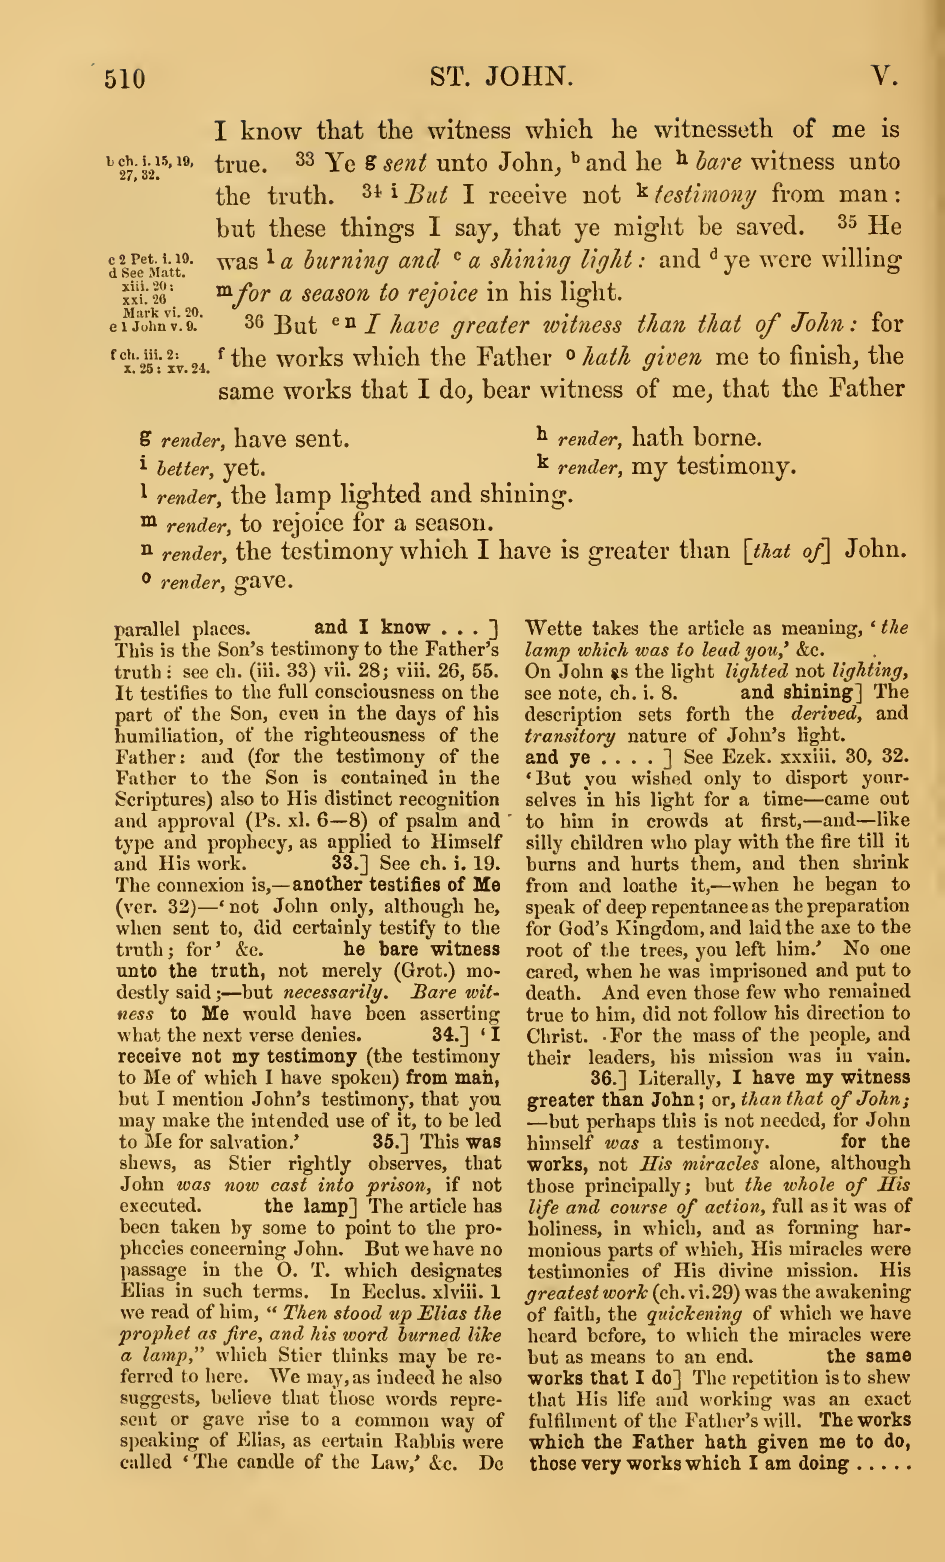 510 ST. JOHN. V.
I know that the witness which he witnesseth of me is
b ch. i. 15, 19,
27, 32.
true. 33 Ye g sent unto John, b and he h bare witness unto
the truth. 34 i But I receive not k testimony from man :
but these things I say, that ye might be saved. 35 He
c 2 Pet. i. 19.
d See Matt.
xiii. 20:
xxi. 26
Mark vi. 20.
was l a burning and c a shining light : and d ye were willing
m for a season to rejoice in his light.
e 1 John v. 9.
36 But e n I have greater witness than that of John : for
f ch. iii. 2:
x. 25: xv. 24.
f the works which the Father o hath given me to finish, the
same works that I do, bear witness of me, that the Father
g render, have sent.
h render, hath borne.
i better, yet.
k render, my testimony.
l render, the lamp lighted and shining.
m render, to rejoice for a season.
n render, the testimony which I have is greater than [that of] John.
o render, gave.
parallel places. and I know . . . ]
This is the Son's testimony to the Father's
truth : see ch. (iii. 33) vii. 28; viii. 26, 55.
It testifies to the full consciousness on the
part of the Son, even in the days of his
humiliation, of the righteousness of the
Father: and (for the testimony of the
Father to the Son is contained in the
Scriptures) also to His distinct recognition
and approval (Ps. xl. 6—8) of psalm and
type and prophecy, as applied to Himself
and His work. 33.] See ch. i. 19.
The connexion is,—another testifies of Me
(ver. 32)—‘ not John only, although he,
when sent to, did certainly testify to the
truth ; for’ &c. he bare witness
unto the truth, not merely (Grot.) mo-
destly said ;—but necessarily. Bare wit-
ness to Me would have been asserting
what the next verse denies. 34.] ‘ I
receive not my testimony (the testimony
to Me of which I have spoken) from man,
but I mention John's testimony, that you
may make the intended use of it, to be led
to Me for salvation.’ 35.] This was
shews, as Stier rightly observes, that
John was now cast into prison, if not
executed. the lamp] The article has
been taken by some to point to the pro-
phecies concerning John. But we have no
passage in the O. T. which designates
Elias in such terms. In Ecclus. xlviii. 1
we read of him, “ Then stood up Elias the
prophet as fire, and his word burned like
a lamp,” which Stier thinks may be re-
ferred to here. We may, as indeed he also
suggests, believe that those words repre-
sent or gave rise to a common way of
speaking of Elias, as certain Rabbis were
called ‘ The candle of the Law,’ &c. De
Wette takes the article as meaning, ‘ the
lamp which was to lead you,’ &c.
On John as the light lighted not lighting,
see note, ch. i. 8. and shining] The
description sets forth the derived, and
transitory nature of John's light.
and ye . . . . ] See Ezek. xxxiii. 30, 32.
‘ But you wished only to disport your-
selves in his light for a time—came out
to him in crowds at first,—and—like
silly children who play with the fire till it
burns and hurts them, and then shrink
from and loathe it,—when he began to
speak of deep repentance as the preparation
for God's Kingdom, and laid the axe to the
root of the trees, you left him.’ No one
cared, when he was imprisoned and put to
death. And even those few who remained
true to him, did not follow his direction to
Christ. For the mass of the people, and
their leaders, his mission was in vain.
36.] Literally, I have my witness
greater than John; or, than that of John;
—but perhaps this is not needed, for John
himself was a testimony. for the
works, not His miracles alone, although
those principally; but the whole of His
life and course of action, full as it was of
holiness, in which, and as forming har-
monious parts of which, His miracles were
testimonies of His divine mission. His
greatest work (ch. vi. 29) was the awakening
of faith, the quickening of which we have
heard before, to which the miracles were
but as means to an end. the same
works that I do] The repetition is to shew
that His life and working was an exact
fulfilment of the Father's will. The works
which the Father hath given me to do,
those very works which I am doing . . . . .